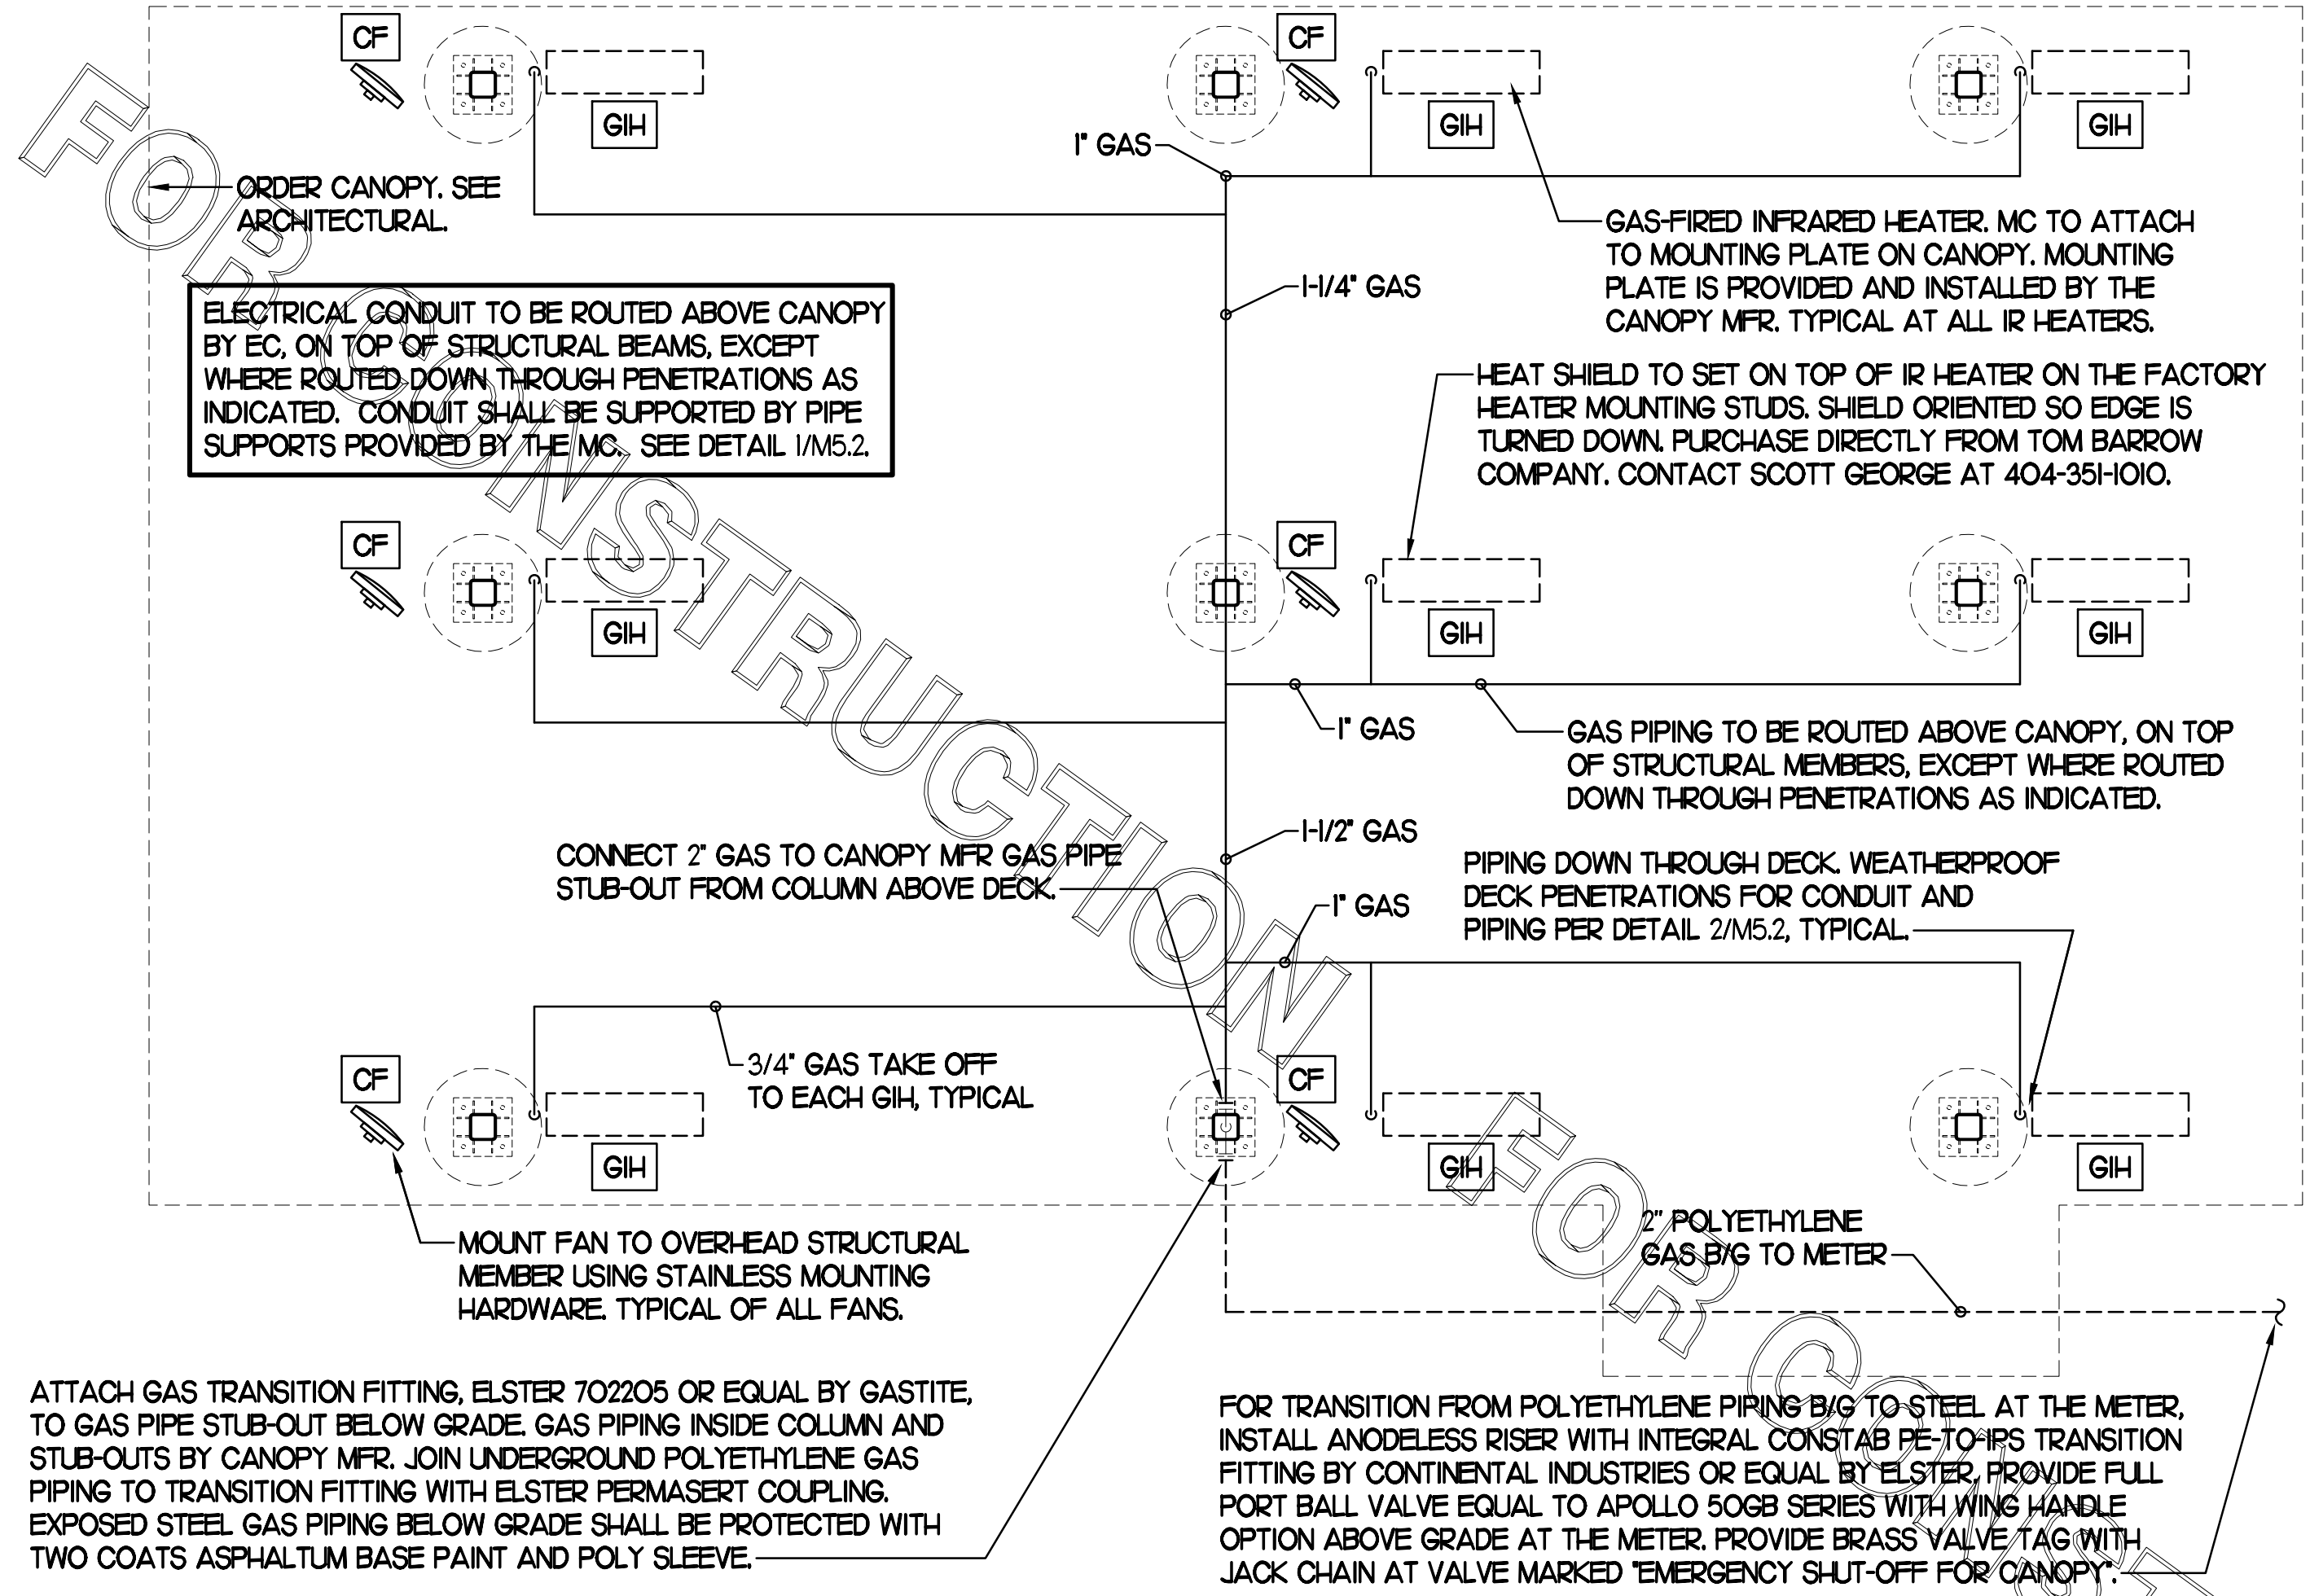 CF
CF
GIH
GIH
GIH
1" GAS
ORDER CANOPY. SEE
ARCHITECTURAL.
GAS-FIRED INFRARED HEATER. MC TO ATTACH
TO MOUNTING PLATE ON CANOPY. MOUNTING
PLATE IS PROVIDED AND INSTALLED BY THE
CANOPY MFR. TYPICAL AT ALL IR HEATERS.
1-1/4" GAS
ELECTRICAL CONDUIT TO BE ROUTED ABOVE CANOPY
BY EC, ON TOP OF STRUCTURAL BEAMS, EXCEPT
WHERE ROUTED DOWN THROUGH PENETRATIONS AS
INDICATED. CONDUIT SHALL BE SUPPORTED BY PIPE
SUPPORTS PROVIDED BY THE MC. SEE DETAIL 1/M5.2.
HEAT SHIELD TO SET ON TOP OF IR HEATER ON THE FACTORY
HEATER MOUNTING STUDS. SHIELD ORIENTED SO EDGE IS
TURNED DOWN. PURCHASE DIRECTLY FROM TOM BARROW
COMPANY. CONTACT SCOTT GEORGE AT 404-351-1010.
CF
CF
GIH
GIH
GIH
1" GAS
GAS PIPING TO BE ROUTED ABOVE CANOPY, ON TOP
OF STRUCTURAL MEMBERS, EXCEPT WHERE ROUTED
DOWN THROUGH PENETRATIONS AS INDICATED.
1-1/2" GAS
CONNECT 2" GAS TO CANOPY MFR GAS PIPE
STUB-OUT FROM COLUMN ABOVE DECK.
1" GAS
PIPING DOWN THROUGH DECK. WEATHERPROOF
DECK PENETRATIONS FOR CONDUIT AND
PIPING PER DETAIL 2/M5.2, TYPICAL.
3/4" GAS TAKE OFF
TO EACH GIH, TYPICAL
CF
CF
GIH
GIH
GIH
2" POLYETHYLENE
GAS B/G TO METER
MOUNT FAN TO OVERHEAD STRUCTURAL
MEMBER USING STAINLESS MOUNTING
HARDWARE. TYPICAL OF ALL FANS.
ATTACH GAS TRANSITION FITTING, ELSTER 702205 OR EQUAL BY GASTITE,
TO GAS PIPE STUB-OUT BELOW GRADE. GAS PIPING INSIDE COLUMN AND
STUB-OUTS BY CANOPY MFR. JOIN UNDERGROUND POLYETHYLENE GAS
PIPING TO TRANSITION FITTING WITH ELSTER PERMASERT COUPLING.
EXPOSED STEEL GAS PIPING BELOW GRADE SHALL BE PROTECTED WITH
TWO COATS ASPHALTUM BASE PAINT AND POLY SLEEVE.
FOR TRANSITION FROM POLYETHYLENE PIPING B/G TO STEEL AT THE METER,
INSTALL ANODELESS RISER WITH INTEGRAL CONSTAB PE-TO-IPS TRANSITION
FITTING BY CONTINENTAL INDUSTRIES OR EQUAL BY ELSTER. PROVIDE FULL
PORT BALL VALVE EQUAL TO APOLLO 50GB SERIES WITH WING HANDLE
OPTION ABOVE GRADE AT THE METER. PROVIDE BRASS VALVE TAG WITH
JACK CHAIN AT VALVE MARKED "EMERGENCY SHUT-OFF FOR CANOPY".
FOR CONSTRUCTION
FOR CONST